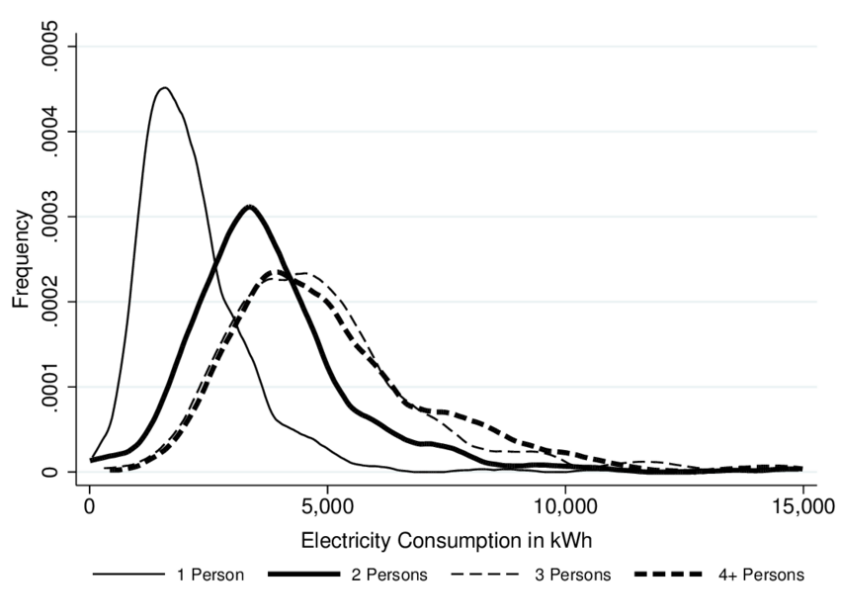 .0005
.0004
.0003
.0002
.0001
0
Frequency
0 5,000 10,000 15,000
Electricity Consumption in kWh
1 Person 2 Persons 3 Persons 4+ Persons